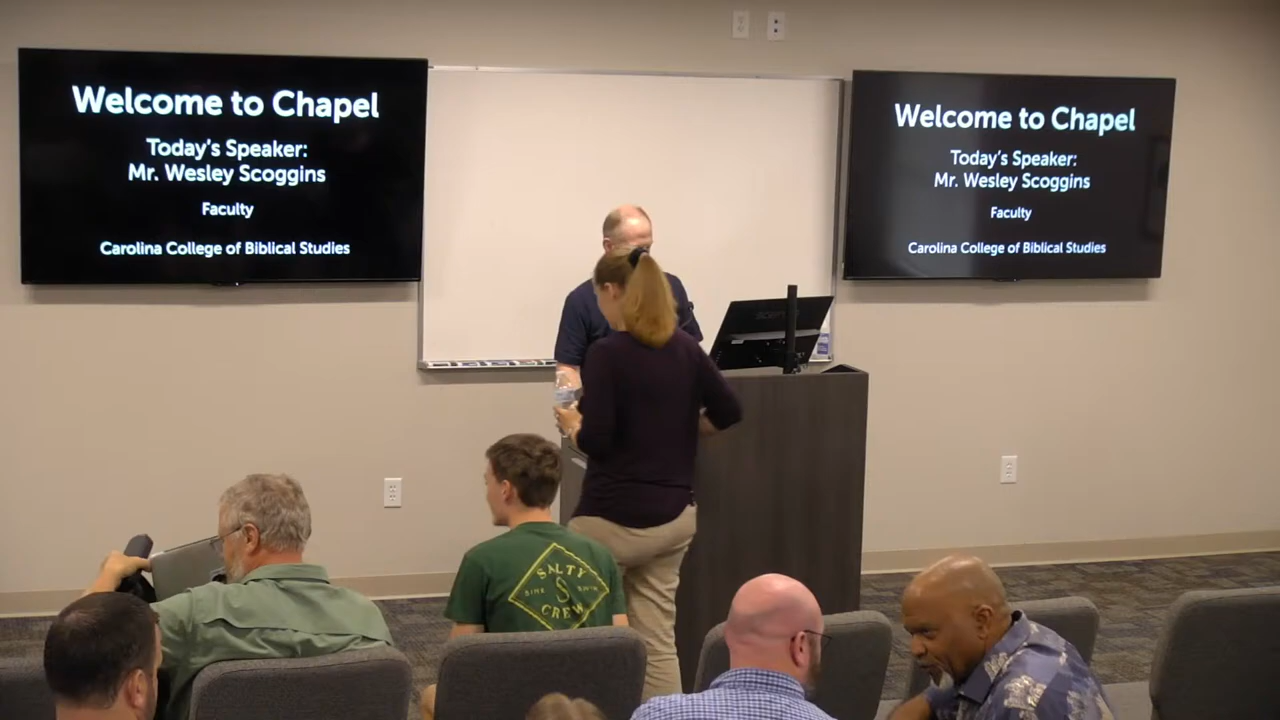 Welcome to Chapel
Today's Speaker:
Mr. Wesley Scoggins
Faculty
Carolina College of Biblical Studies
Welcome to Chapel
Today's Speaker:
Mr. Wesley Scoggins
Faculty
Carolina College of Biblical Studies
SALTY
CREW